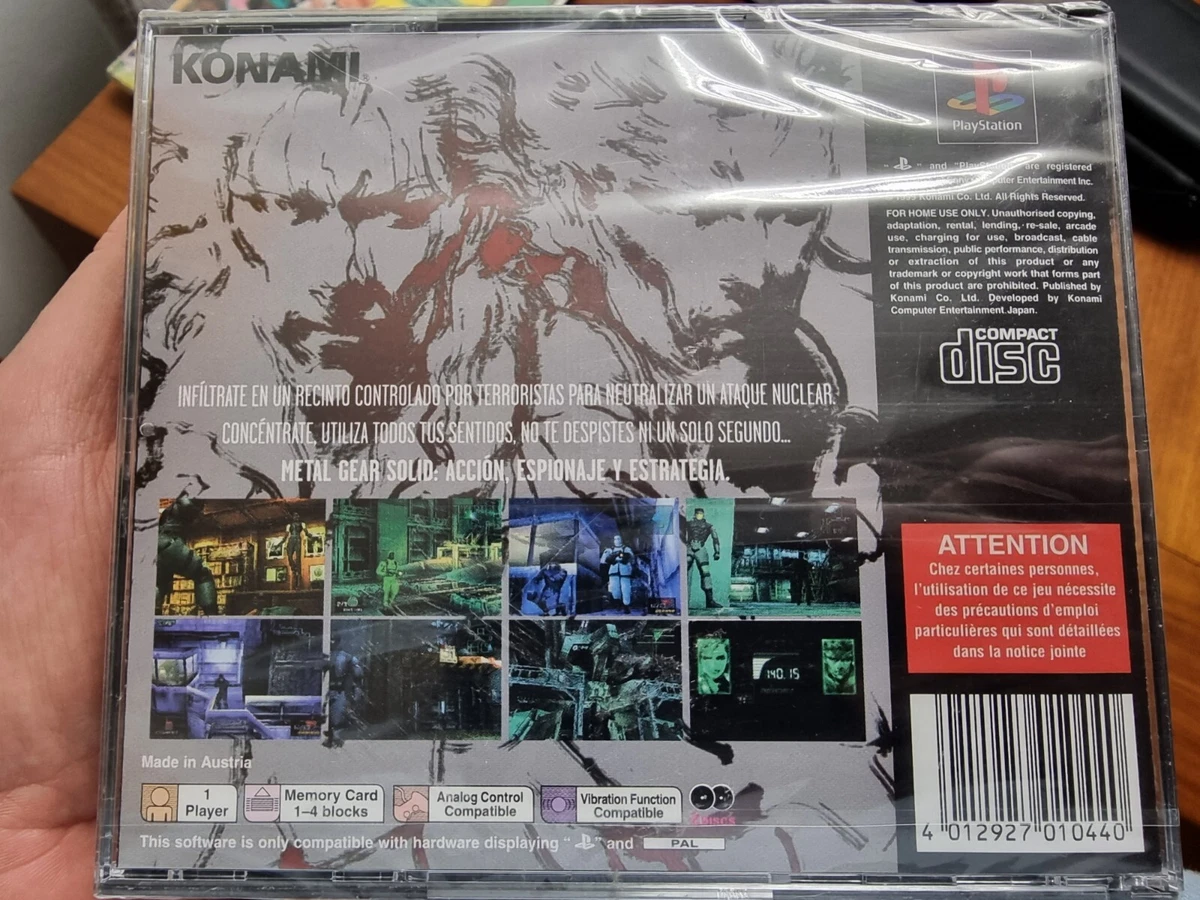 KONAMI
PlayStation
" " and "PlayStation" are registered
Computer Entertainment Inc.
Konami Co. Ltd. All Rights Reserved.
FOR HOME USE ONLY. Unauthorised copying,
adaptation, rental, lending, re-sale, arcade
use, charging for use, broadcast, cable
transmission, public performance, distribution
or extraction of this product or any
trademark or copyright work that forms part
of this product are prohibited. Published by
Konami Co. Ltd. Developed by Konami
Computer Entertainment Japan.
COMPACT
disc
INFÍLTRATE EN UN RECINTO CONTROLADO POR TERRORISTAS PARA NEUTRALIZAR UN ATAQUE NUCLEAR.
CONCÉNTRATE, UTILIZA TODOS TUS SENTIDOS, NO TE DESPISTES NI UN SOLO SEGUNDO...
METAL GEAR SOLID: ACCIÓN, ESPIONAJE Y ESTRATEGIA.
140.15
ATTENTION
Chez certaines personnes,
l'utilisation de ce jeu nécessite
des précautions d'emploi
particulières qui sont détaillées
dans la notice jointe
Made in Austria
1
Player
Memory Card
1–4 blocks
Analog Control
Compatible
Vibration Function
Compatible
2 DISCS
This software is only compatible with hardware displaying " " and PAL
4 012927 010440